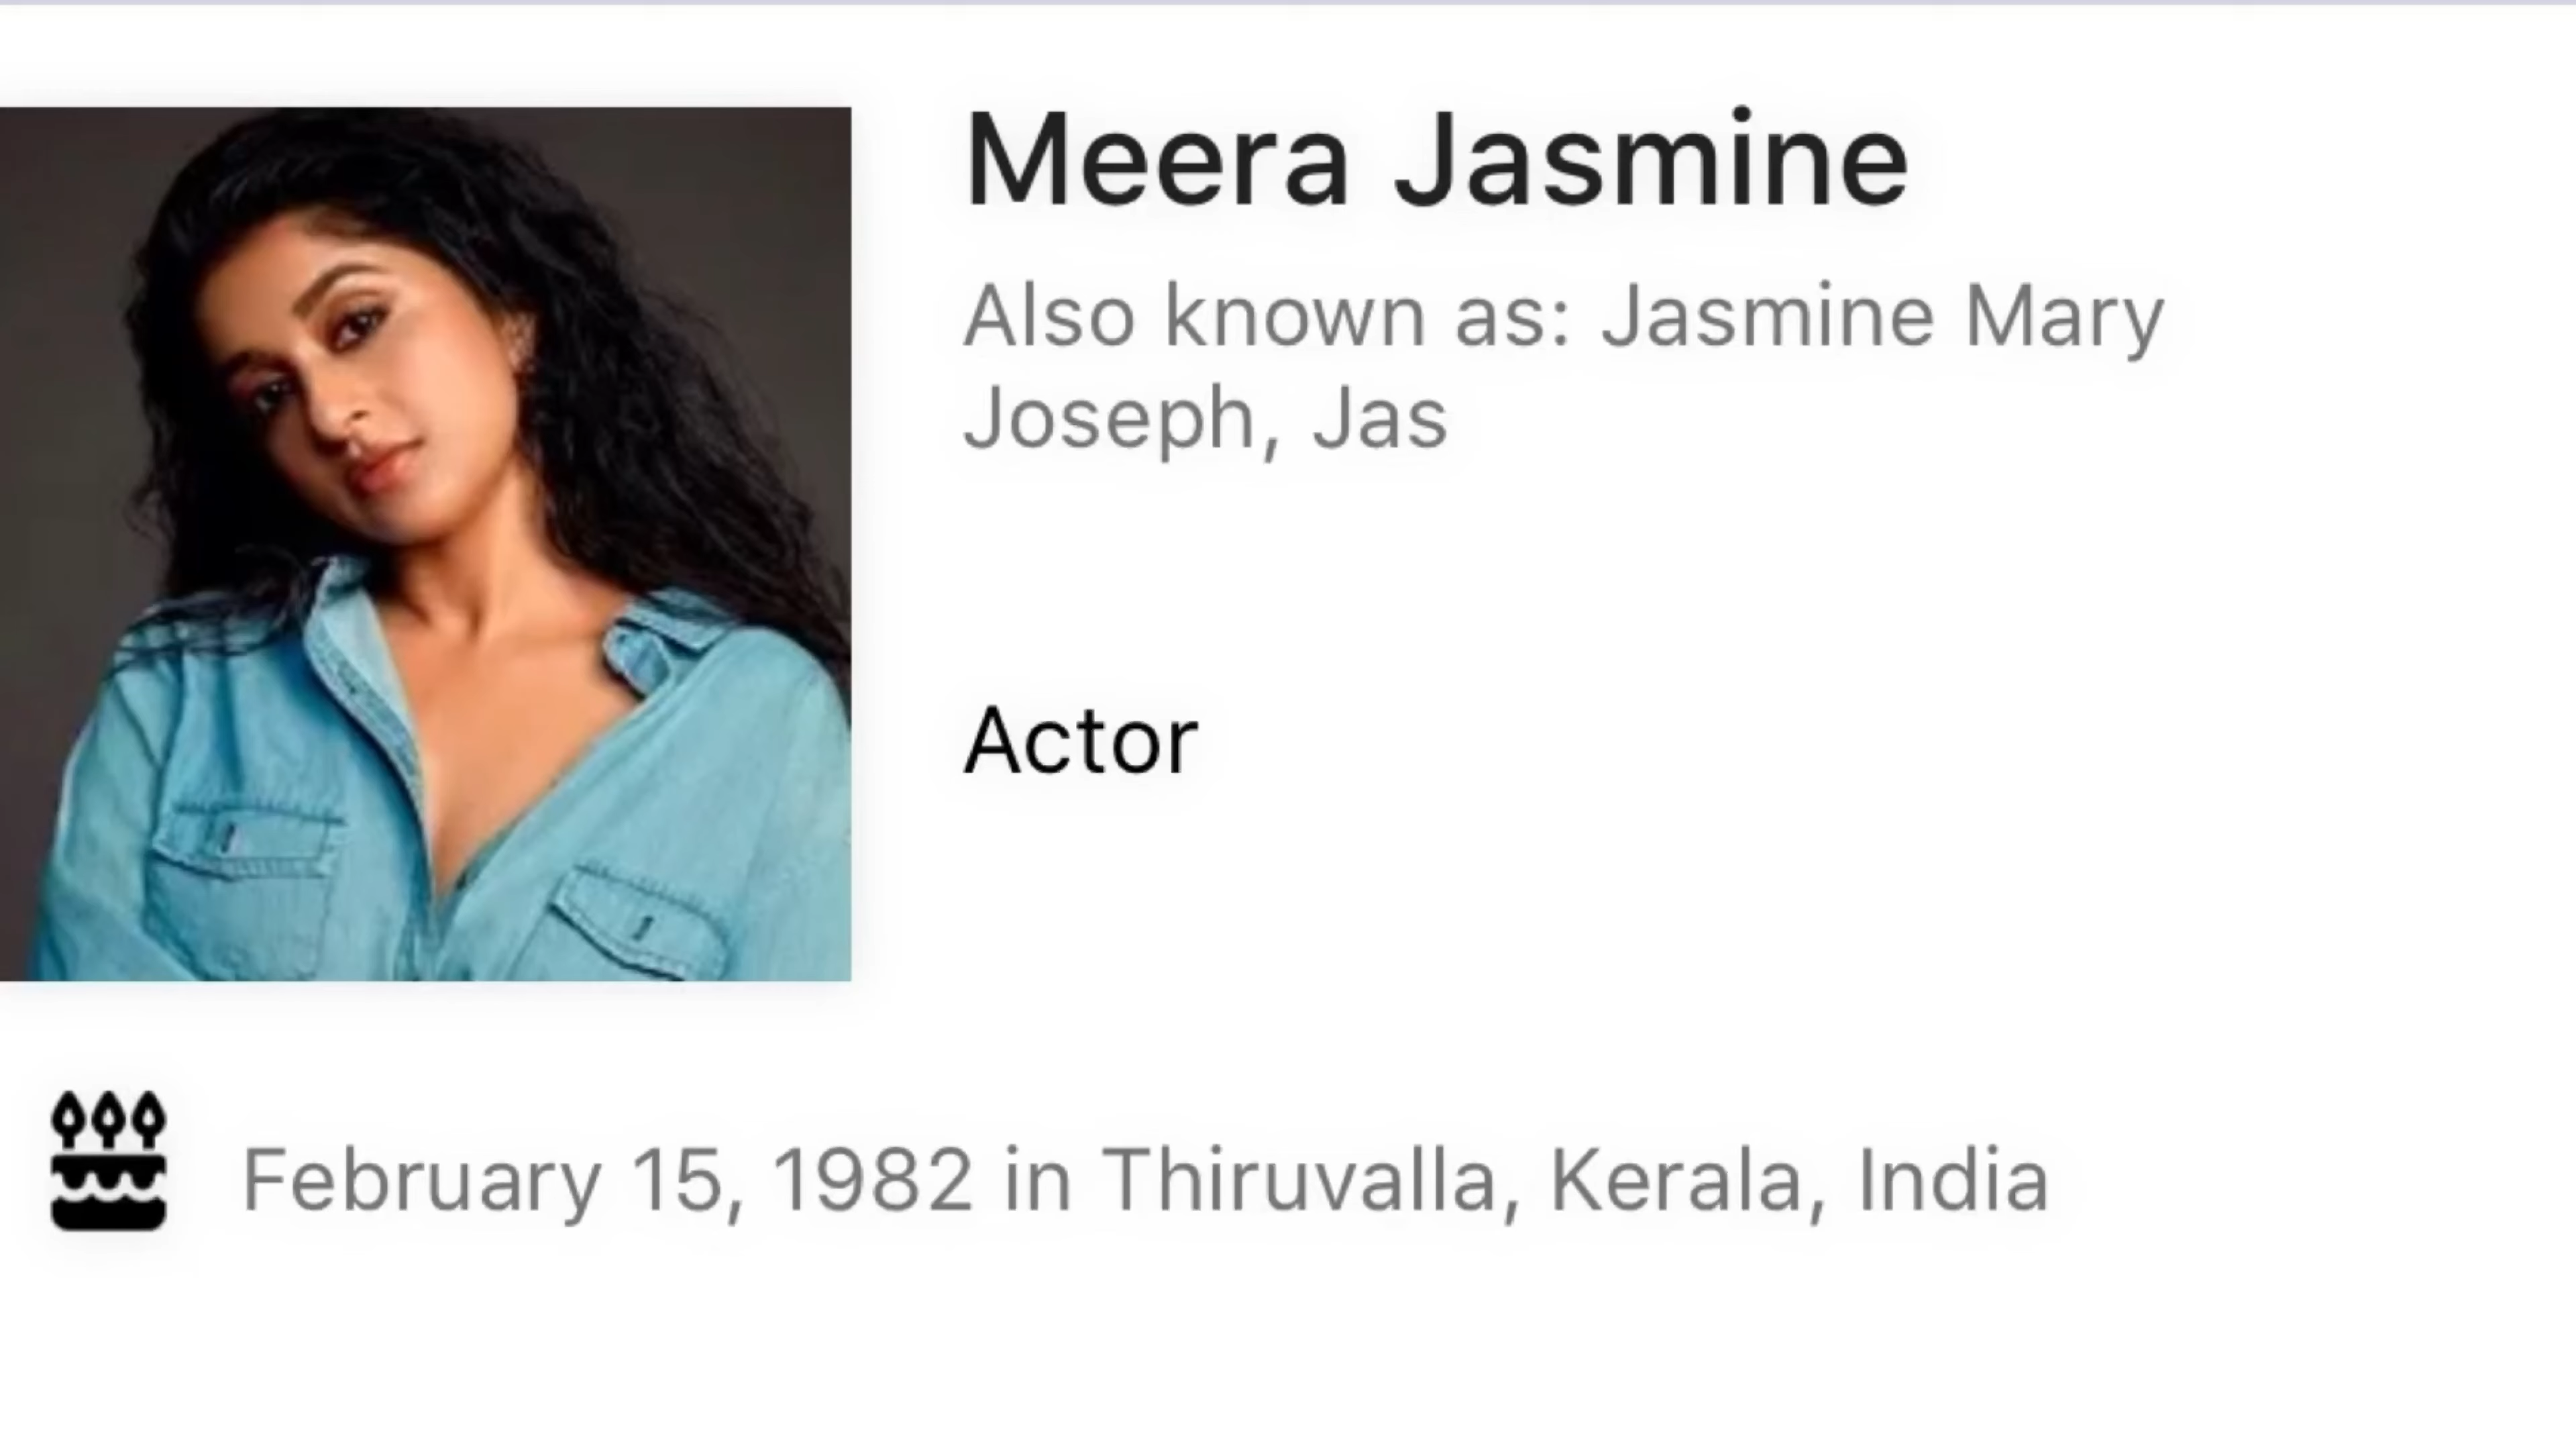 Meera Jasmine
Also known as: Jasmine Mary
Joseph, Jas
Actor
February 15, 1982 in Thiruvalla, Kerala, India